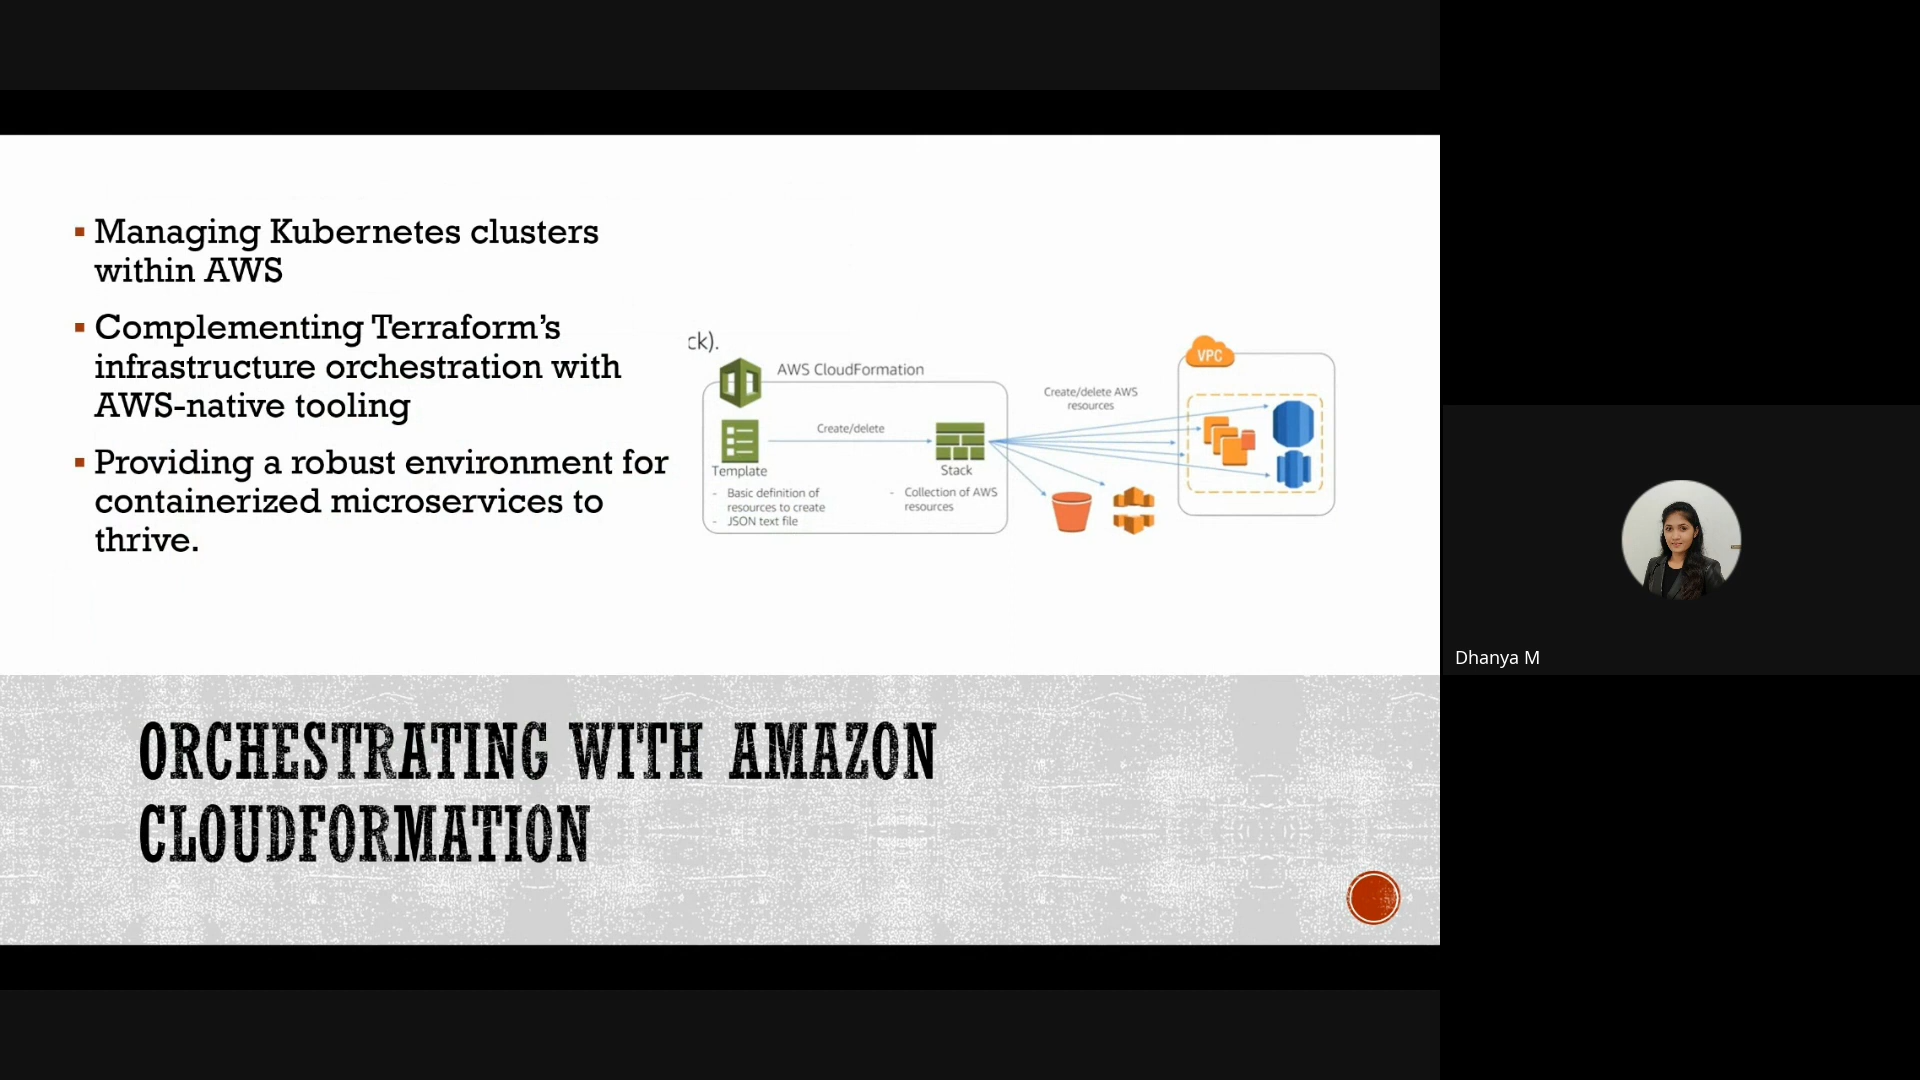 ▪ Managing Kubernetes clusters
within AWS
▪ Complementing Terraform’s
infrastructure orchestration with
AWS-native tooling
▪ Providing a robust environment for
containerized microservices to
thrive.
ck).
AWS CloudFormation
Create/delete
Template
- Basic definition of
resources to create
- JSON text file
Stack
- Collection of AWS
resources
Create/delete AWS
resources
VPC
ORCHESTRATING WITH AMAZON
CLOUDFORMATION
Dhanya M